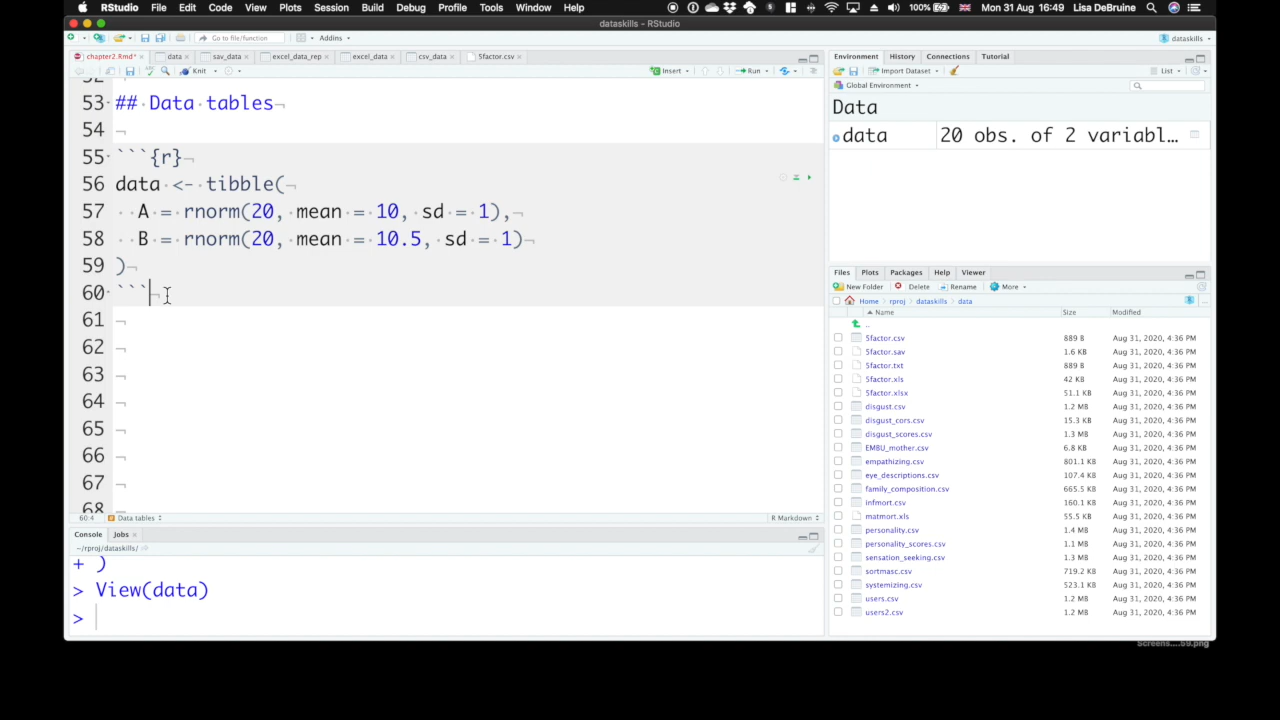 RStudio File Edit Code View Plots Session Build Debug Profile Tools Window Help 100% Mon 31 Aug 16:49 Lisa DeBruine
dataskills - RStudio
Go to file/function Addins dataskills
chapter2.Rmd* data sav_data excel_data_rep excel_data csv_data 5factor.csv
Knit Insert Run
53 ## Data tables¬
54 ¬
55 ```{r}¬
56 data <- tibble(¬
57 A = rnorm(20, mean = 10, sd = 1),¬
58 B = rnorm(20, mean = 10.5, sd = 1)¬
59 )¬
60 ```¬
61 ¬
62 ¬
63 ¬
64 ¬
65 ¬
66 ¬
67 ¬
68
60:4 Data tables R Markdown
Console Jobs
~/rproj/dataskills/
+ )
> View(data)
>
Environment History Connections Tutorial
Import Dataset List
Global Environment
Data
data 20 obs. of 2 variabl…
Files Plots Packages Help Viewer
New Folder Delete Rename More
Home rproj dataskills data
Name Size Modified
..
5factor.csv 889 B Aug 31, 2020, 4:36 PM
5factor.sav 1.6 KB Aug 31, 2020, 4:36 PM
5factor.txt 889 B Aug 31, 2020, 4:36 PM
5factor.xls 42 KB Aug 31, 2020, 4:36 PM
5factor.xlsx 51.1 KB Aug 31, 2020, 4:36 PM
disgust.csv 1.2 MB Aug 31, 2020, 4:36 PM
disgust_cors.csv 15.3 KB Aug 31, 2020, 4:36 PM
disgust_scores.csv 1.3 MB Aug 31, 2020, 4:36 PM
EMBU_mother.csv 6.8 KB Aug 31, 2020, 4:36 PM
empathizing.csv 801.1 KB Aug 31, 2020, 4:36 PM
eye_descriptions.csv 107.4 KB Aug 31, 2020, 4:36 PM
family_composition.csv 665.5 KB Aug 31, 2020, 4:36 PM
infmort.csv 160.1 KB Aug 31, 2020, 4:36 PM
matmort.xls 55.5 KB Aug 31, 2020, 4:36 PM
personality.csv 1.4 MB Aug 31, 2020, 4:36 PM
personality_scores.csv 1.1 MB Aug 31, 2020, 4:36 PM
sensation_seeking.csv 1.3 MB Aug 31, 2020, 4:36 PM
sortmasc.csv 719.2 KB Aug 31, 2020, 4:36 PM
systemizing.csv 523.1 KB Aug 31, 2020, 4:36 PM
users.csv 1.2 MB Aug 31, 2020, 4:36 PM
users2.csv 1.2 MB Aug 31, 2020, 4:36 PM
Screens....59.png